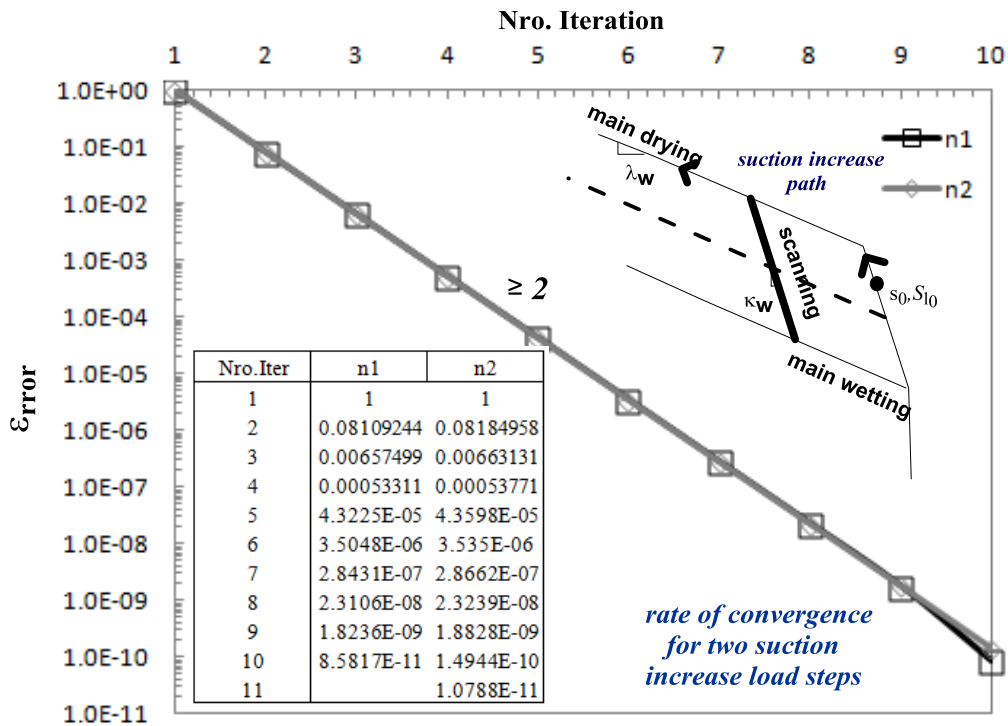 Nro. Iteration
1 2 3 4 5 6 7 8 9 10
1.0E+00
1.0E-01
1.0E-02
1.0E-03
1.0E-04
1.0E-05
1.0E-06
1.0E-07
1.0E-08
1.0E-09
1.0E-10
1.0E-11
εrror
n1
n2
main drying
λw
suction increase
path
scanning
κw
s0,Sl0
main wetting
≥ 2
Nro.Iter n1 n2
1 1 1
2 0.08109244 0.08184958
3 0.00657499 0.00663131
4 0.00053311 0.00053771
5 4.3225E-05 4.3598E-05
6 3.5048E-06 3.535E-06
7 2.8431E-07 2.8662E-07
8 2.3106E-08 2.3239E-08
9 1.8236E-09 1.8828E-09
10 8.5817E-11 1.4944E-10
11 1.0788E-11
rate of convergence
for two suction
increase load steps